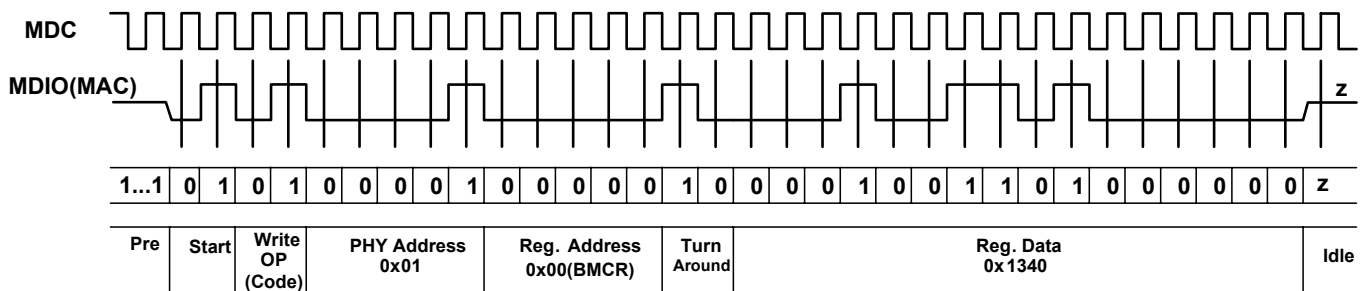 MDC
MDIO(MAC)
z
1...1 0 1 0 1 0 0 0 0 1 0 0 0 0 0 1 0 0 0 0 1 0 0 1 1 0 1 0 0 0 0 0 0 z
Pre Start Write PHY Address Reg. Address Turn Reg. Data Idle
OP 0x01 0x00(BMCR) Around 0x1340
(Code)